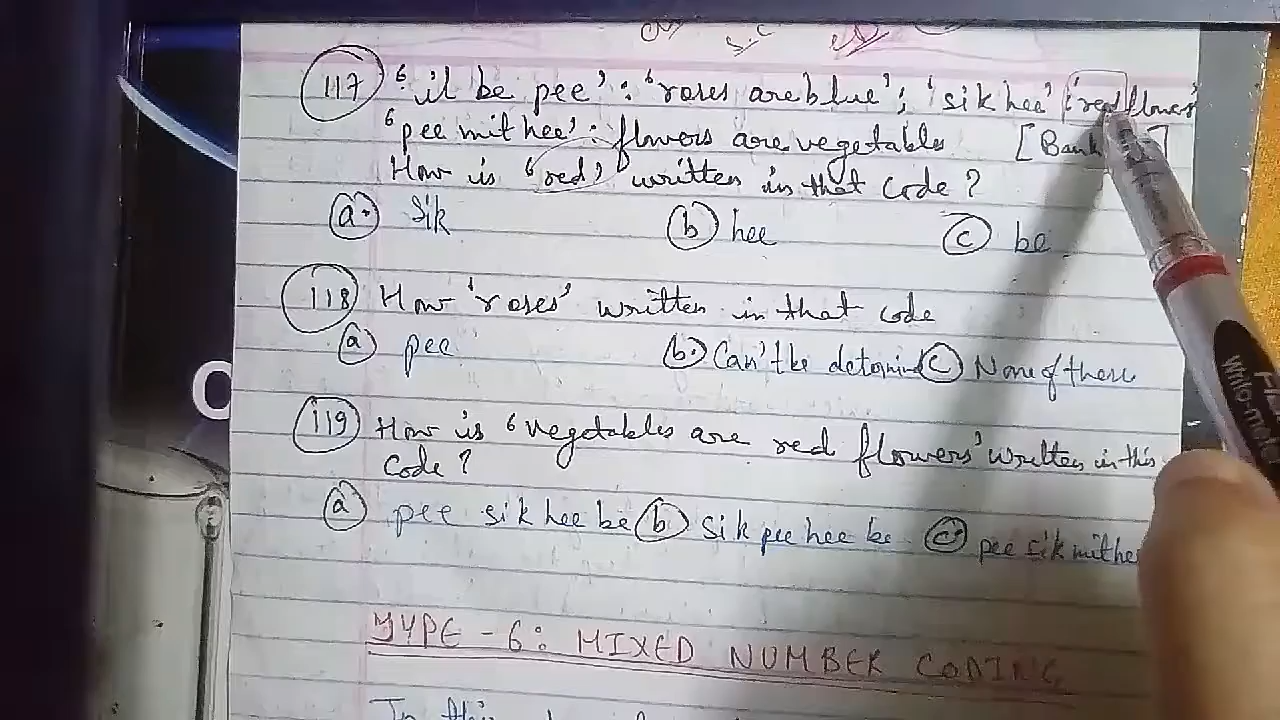 117 'il be pee' : 'roses are blue' ; 'sik hee' : 'red flowers'
'pee mit hee' : flowers are vegetables [Bank ]
How is 'red' written in that code ?
a. sik b hee c be
118 How 'roses' written in that code
a pee b. Can't be c None of these
119 How is 'vegetables are red flowers' written in this
code ?
a pee sik hee be b sik pee hee be c. pee sik mit hee
TYPE - 6 : MIXED NUMBER CODING
In this